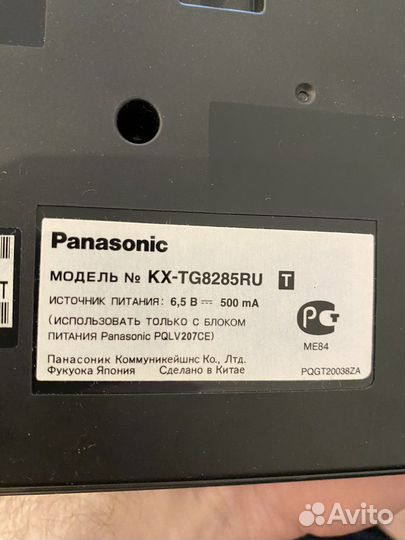 Panasonic
МОДЕЛЬ № KX-TG8285RU T
ИСТОЧНИК ПИТАНИЯ: 6,5 В 500 mA
(ИСПОЛЬЗОВАТЬ ТОЛЬКО С БЛОКОМ
ПИТАНИЯ Panasonic PQLV207CE)
Панасоник Коммуникейшнс Ко., Лтд.
Фукуока Япония Сделано в Китае
РСТ
ME84
PQGT20038ZA
T
Avito